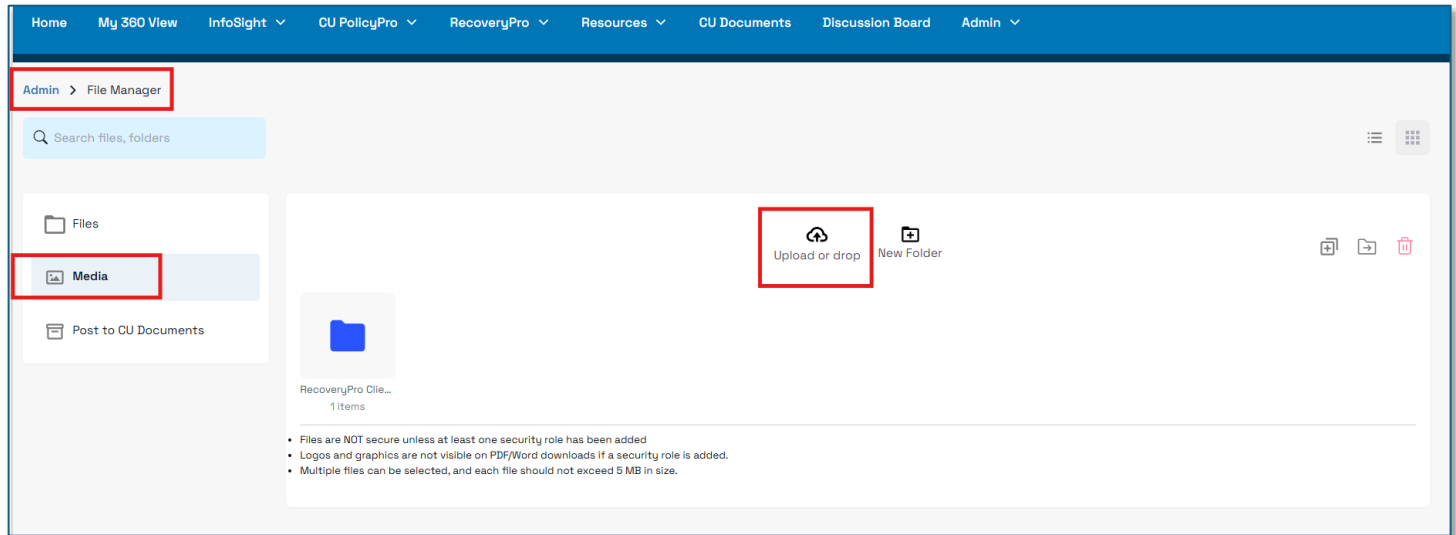 Home My 360 View InfoSight CU PolicyPro RecoveryPro Resources CU Documents Discussion Board Admin
Admin > File Manager
Search files, folders
Files
Media
Post to CU Documents
Upload or drop
New Folder
RecoveryPro Clie...
1 items
• Files are NOT secure unless at least one security role has been added
• Logos and graphics are not visible on PDF/Word downloads if a security role is added.
• Multiple files can be selected, and each file should not exceed 5 MB in size.